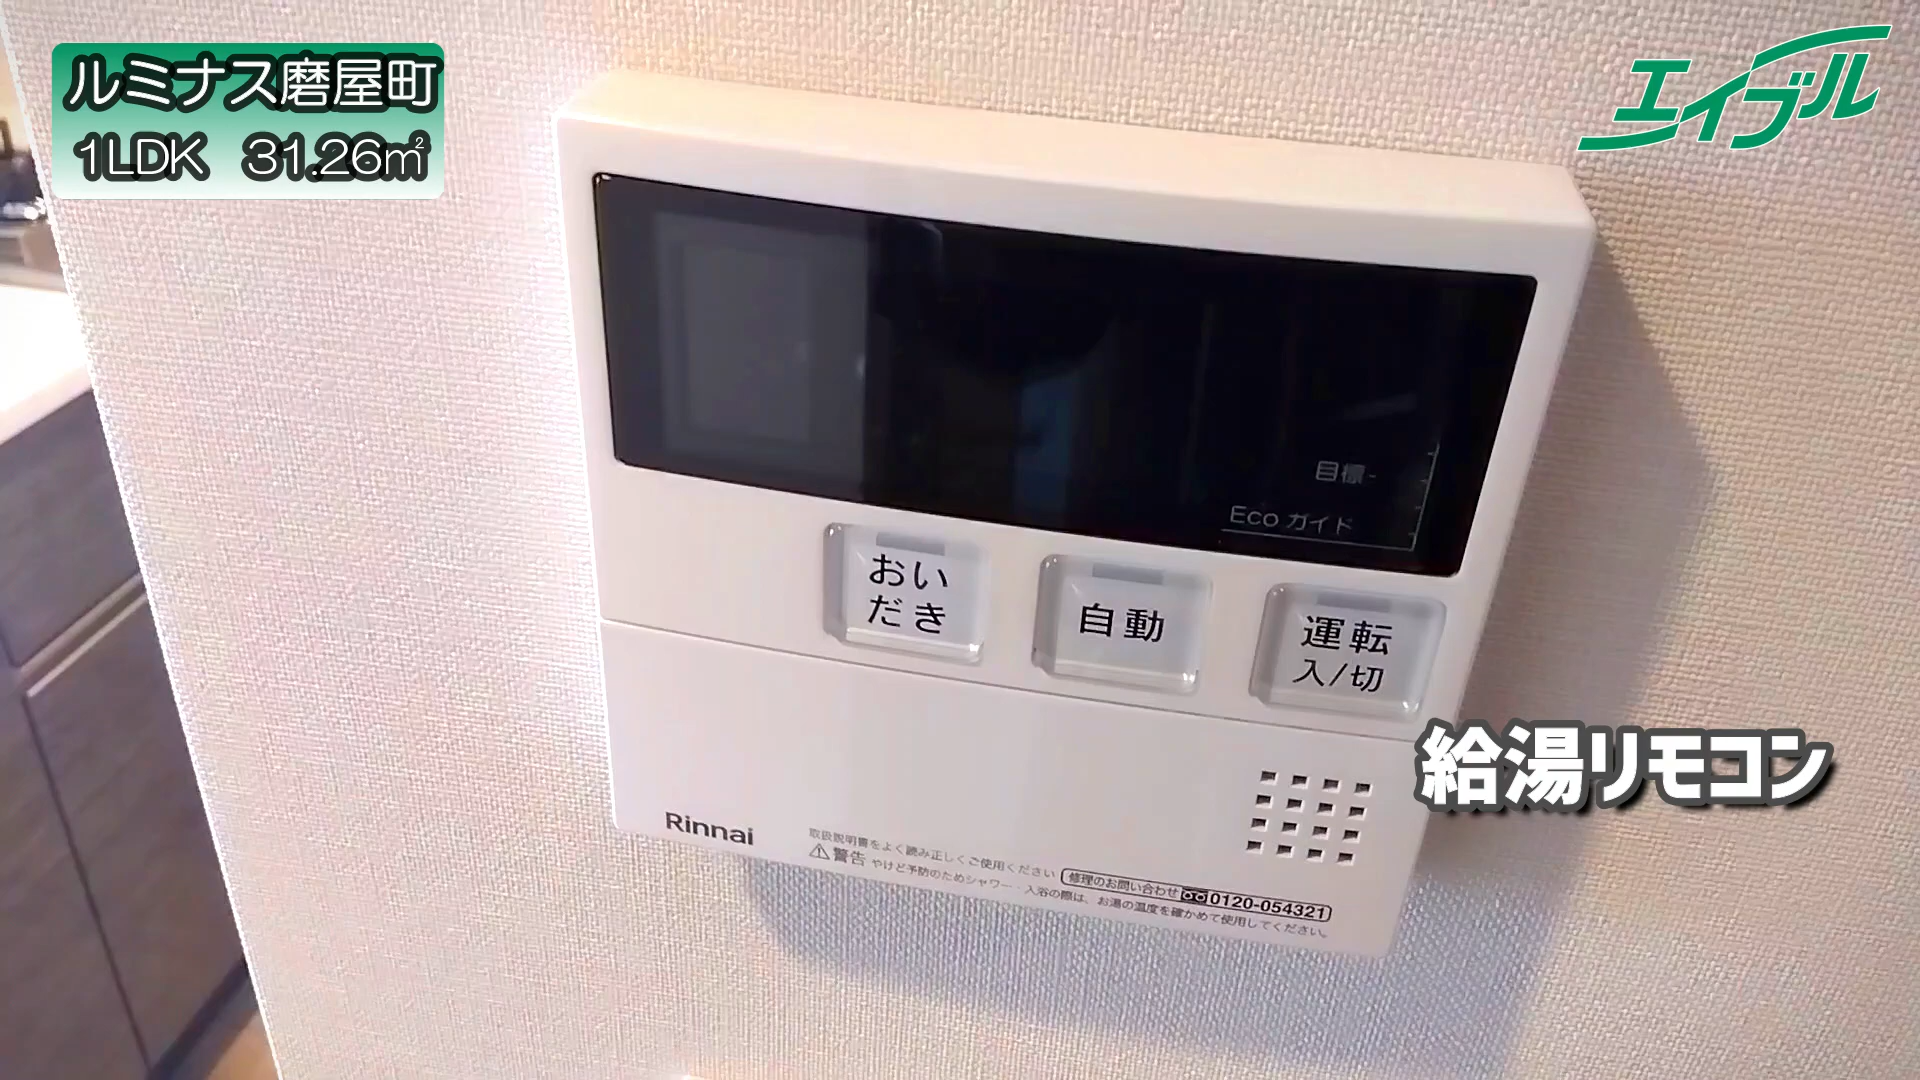 ルミナス磨屋町
1LDK 31.26㎡
エイブル
目標-
Eco ガイド
おい
だき
自動
運転
入/切
給湯リモコン
Rinnai
取扱説明書をよく読み正しくご使用ください
修理のお問い合わせ 0120-054321
⚠警告 やけど予防のためシャワー・入浴の際は、お湯の温度を確かめて使用してください。